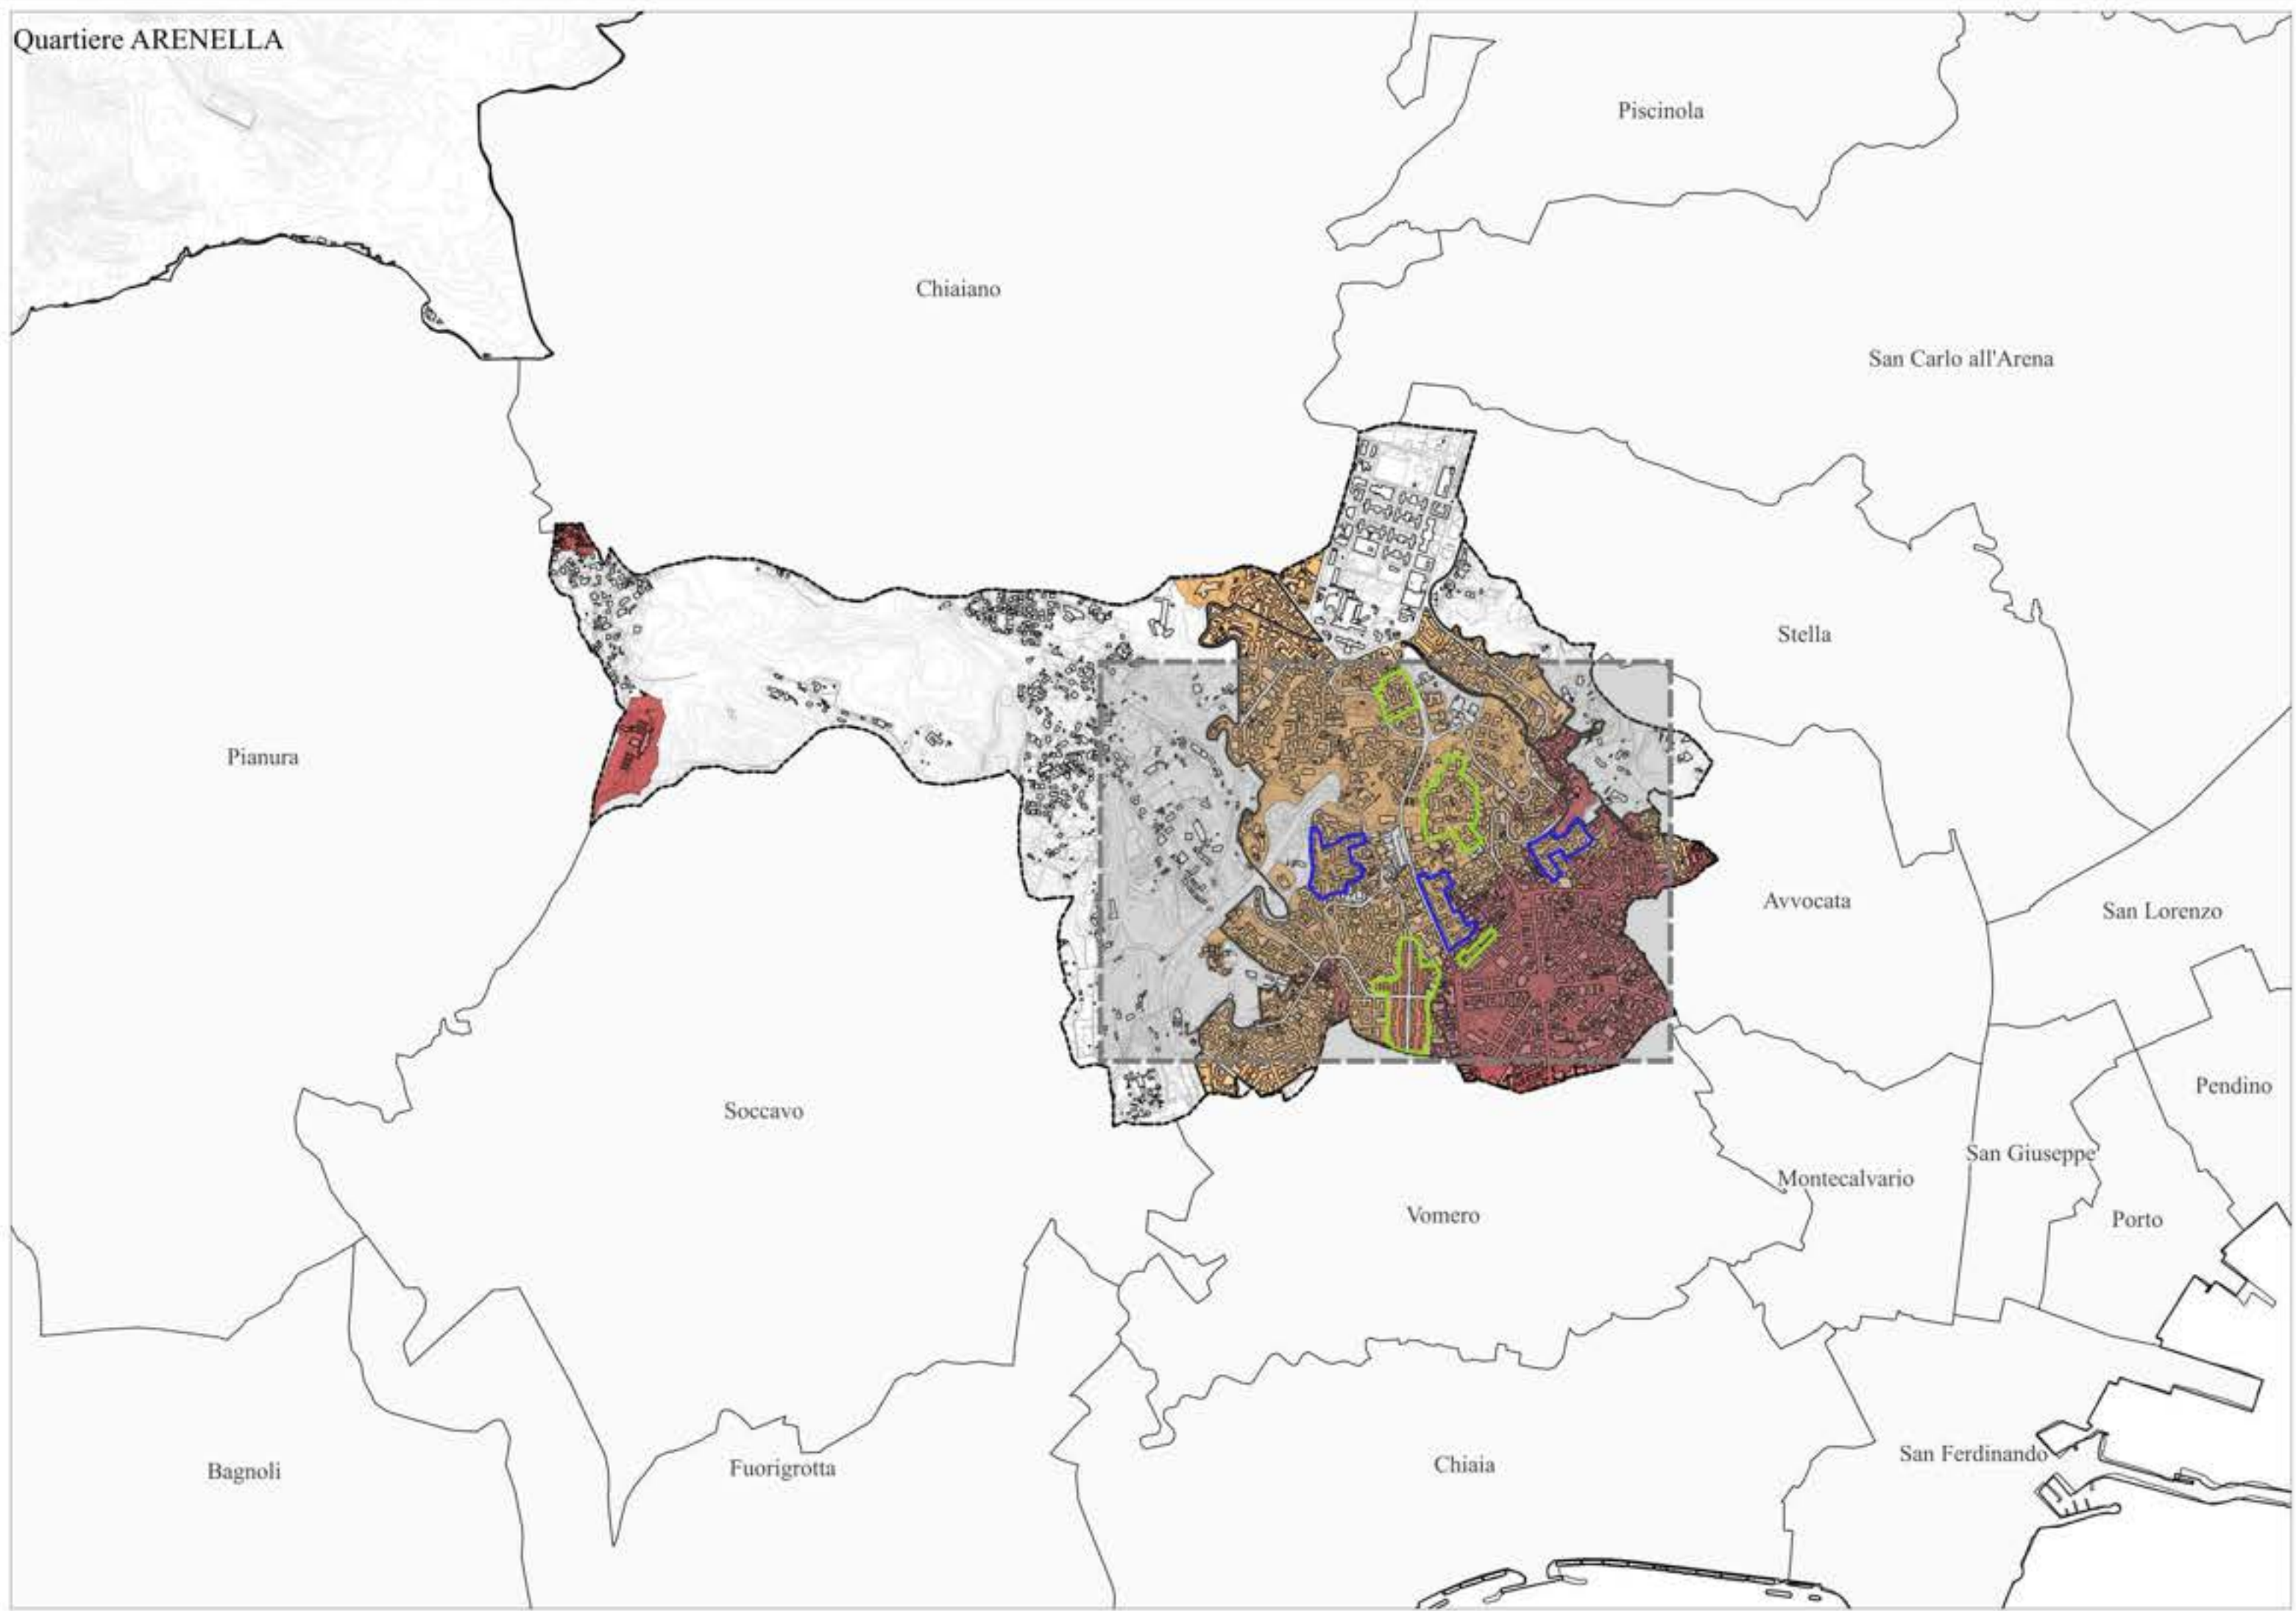 Quartiere ARENELLA
Piscinola
Chiaiano
San Carlo all'Arena
Stella
Pianura
Avvocata
San Lorenzo
Pendino
Soccavo
San Giuseppe
Montecalvario
Vomero
Porto
San Ferdinando
Chiaia
Fuorigrotta
Bagnoli